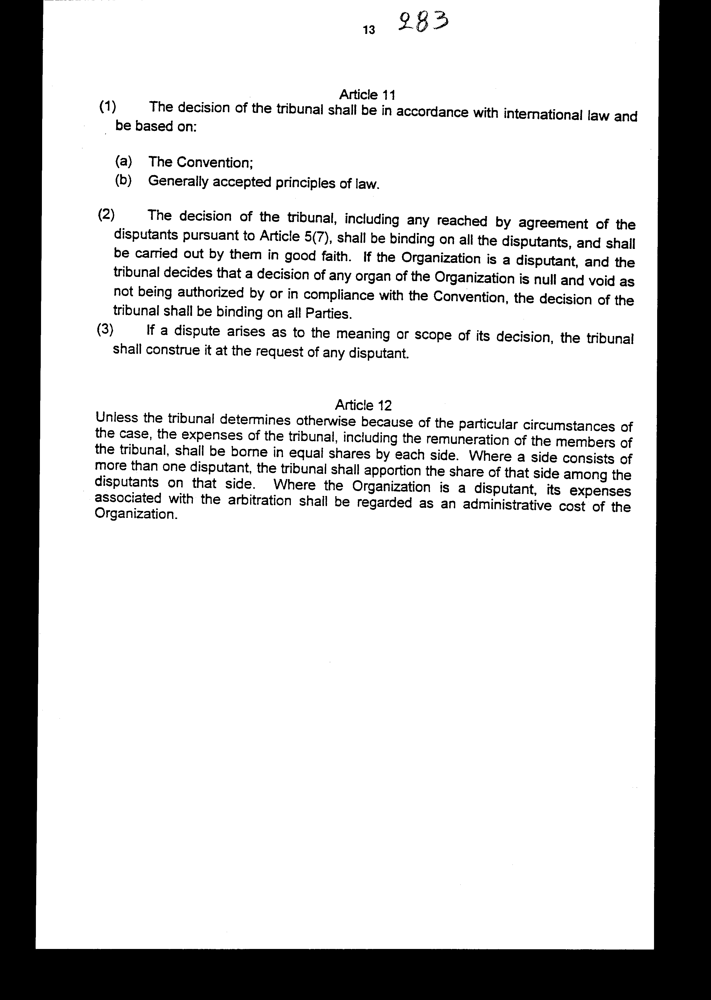 13 283
Article 11
(1) The decision of the tribunal shall be in accordance with international law and
be based on:
(a) The Convention;
(b) Generally accepted principles of law.
(2) The decision of the tribunal, including any reached by agreement of the
disputants pursuant to Article 5(7), shall be binding on all the disputants, and shall
be carried out by them in good faith. If the Organization is a disputant, and the
tribunal decides that a decision of any organ of the Organization is null and void as
not being authorized by or in compliance with the Convention, the decision of the
tribunal shall be binding on all Parties.
(3) If a dispute arises as to the meaning or scope of its decision, the tribunal
shall construe it at the request of any disputant.
Article 12
Unless the tribunal determines otherwise because of the particular circumstances of
the case, the expenses of the tribunal, including the remuneration of the members of
the tribunal, shall be borne in equal shares by each side. Where a side consists of
more than one disputant, the tribunal shall apportion the share of that side among the
disputants on that side. Where the Organization is a disputant, its expenses
associated with the arbitration shall be regarded as an administrative cost of the
Organization.